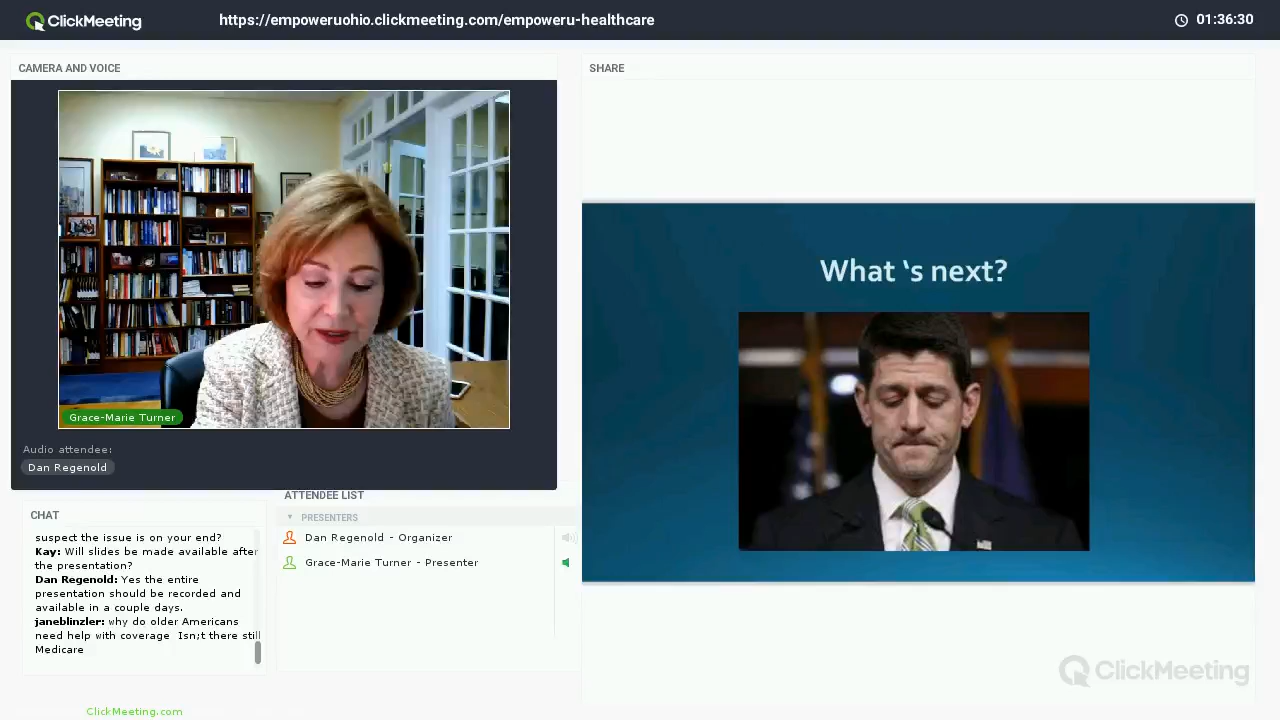 ClickMeeting
https://empoweruohio.clickmeeting.com/empoweru-healthcare
01:36:30
CAMERA AND VOICE
Grace-Marie Turner
Audio attendee:
Dan Regenold
CHAT
suspect the issue is on your end?
Kay: Will slides be made available after
the presentation?
Dan Regenold: Yes the entire
presentation should be recorded and
available in a couple days.
janeblinzler: why do older Americans
need help with coverage Isn;t there still
Medicare
ATTENDEE LIST
PRESENTERS
Dan Regenold - Organizer
Grace-Marie Turner - Presenter
SHARE
What ‘s next?
ClickMeeting
ClickMeeting.com